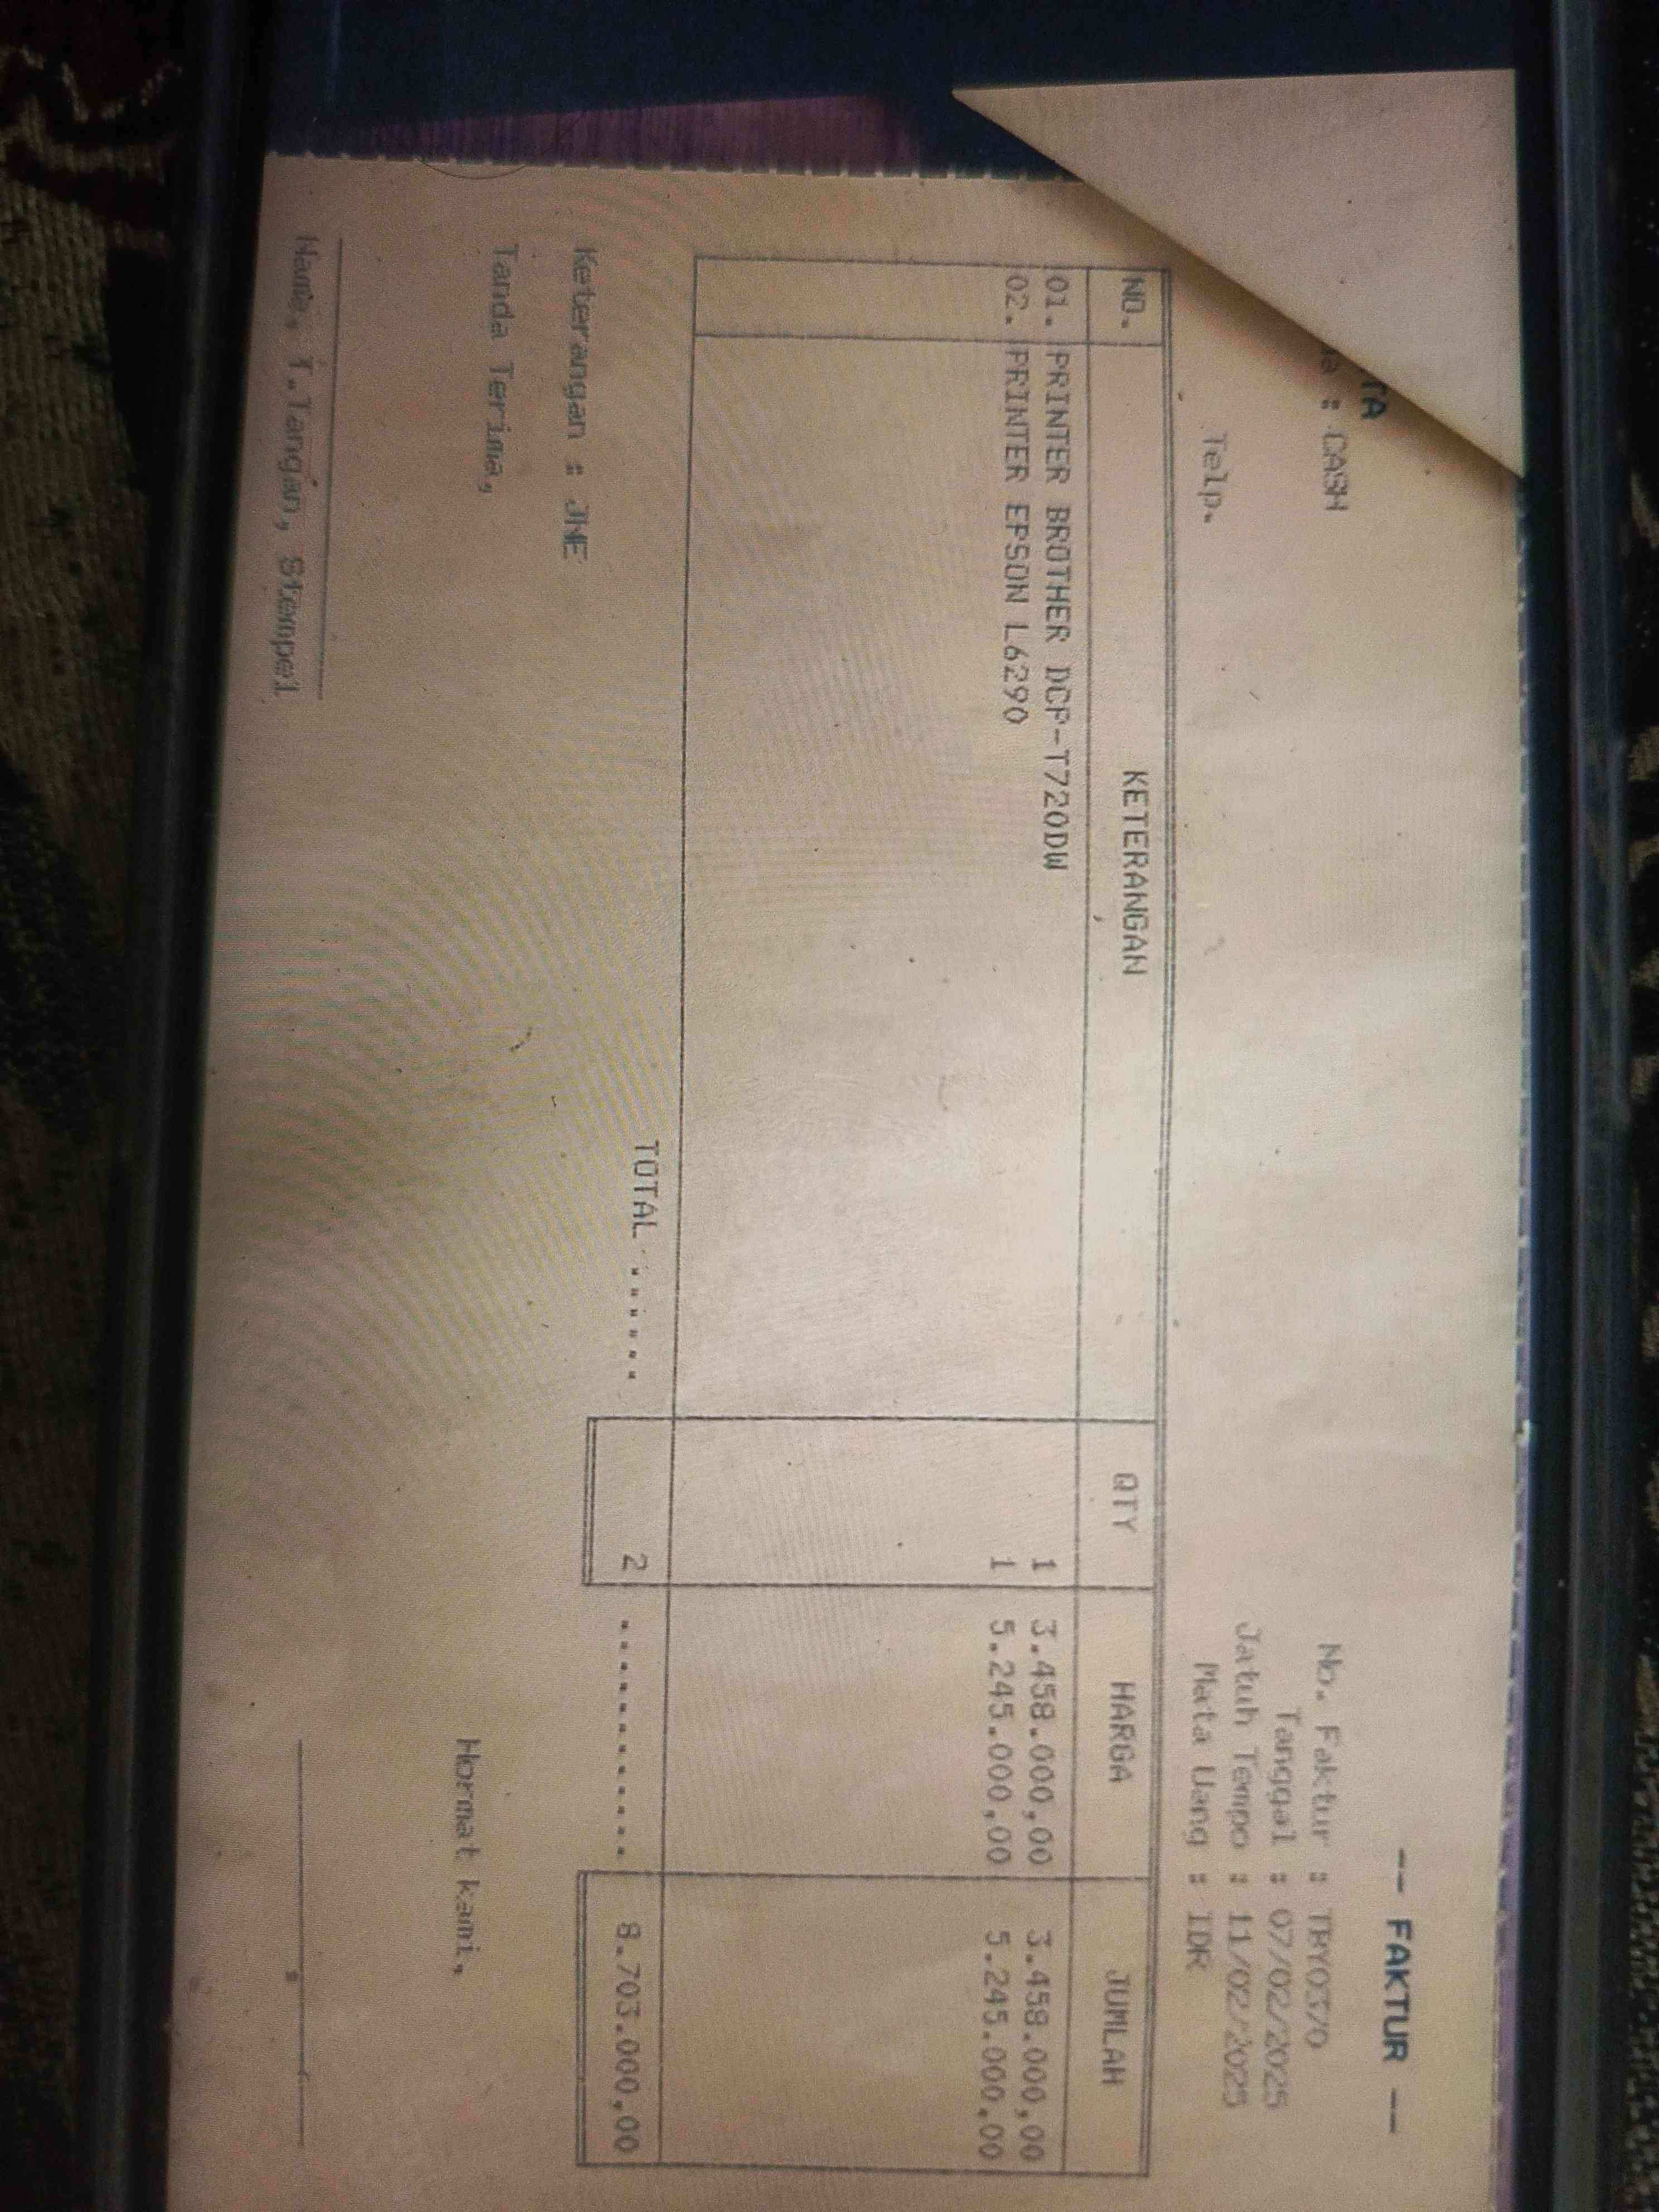 TA
-- FAKTUR --
: CASH
No. Faktur : TRY0370
Tanggal : 07/02/2025
Jatuh Tempo : 11/02/2025
Telp.
Mata Uang : IDR
NO. KETERANGAN QTY HARGA JUMLAH
01. PRINTER BROTHER DCP-T720DW 1 3.458.000,00 3.458.000,00
02. PRINTER EPSON L6290 1 5.245.000,00 5.245.000,00
TOTAL ...... 2 ............ 8.703.000,00
Keterangan : JNE
Tanda Terima,
Hormat kami,
Nama, T.Tangan, Stempel